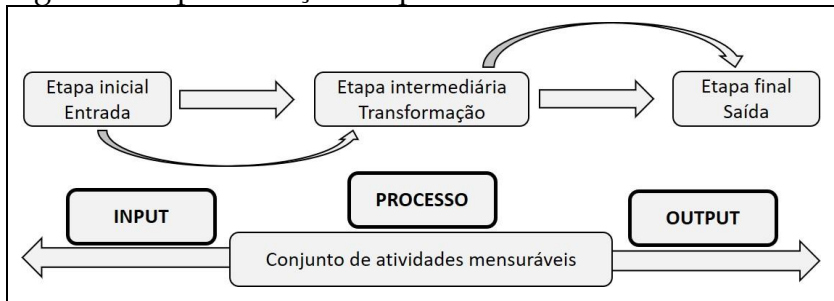 Etapa inicial
Entrada
Etapa intermediária
Transformação
Etapa final
Saída
INPUT
PROCESSO
OUTPUT
Conjunto de atividades mensuráveis